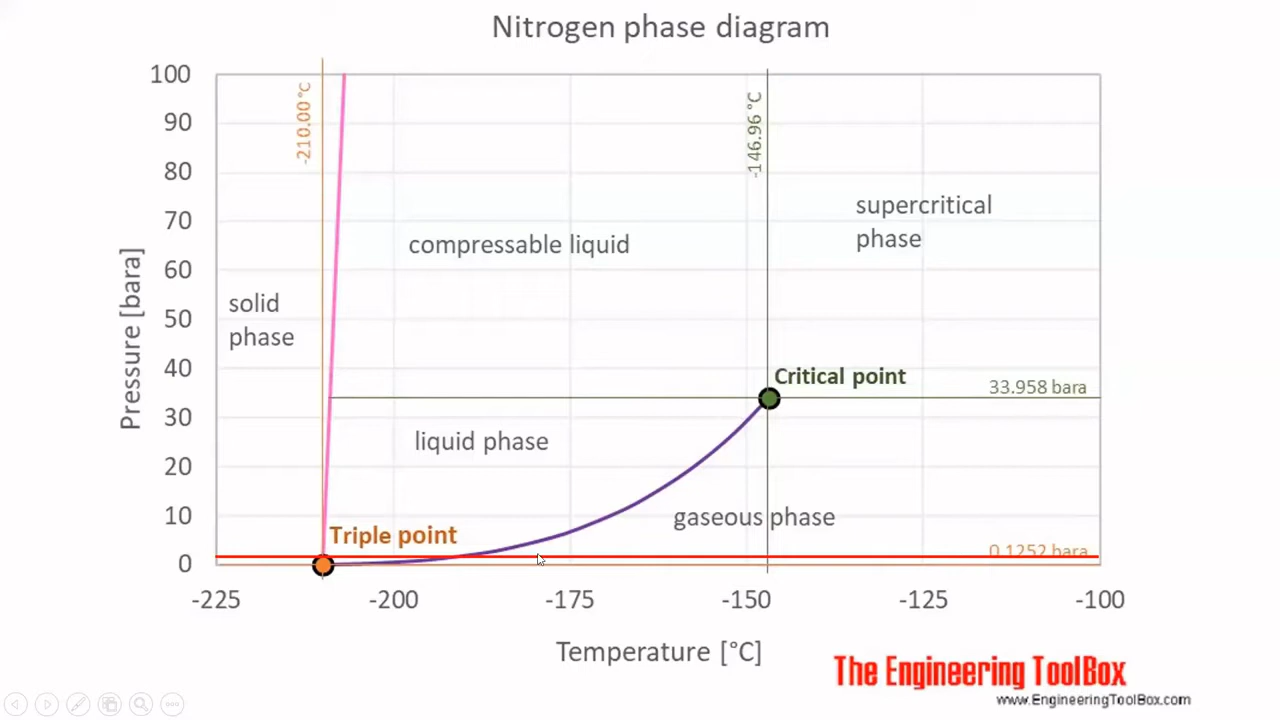 Nitrogen phase diagram
100
90
80
70
60
50
40
30
20
10
0
Pressure [bara]
-210.00 °C
-146.96 °C
supercritical
phase
compressable liquid
solid
phase
Critical point
33.958 bara
liquid phase
gaseous phase
Triple point
0.1252 bara
-225
-200
-175
-150
-125
-100
Temperature [°C]
The Engineering ToolBox
www.EngineeringToolBox.com